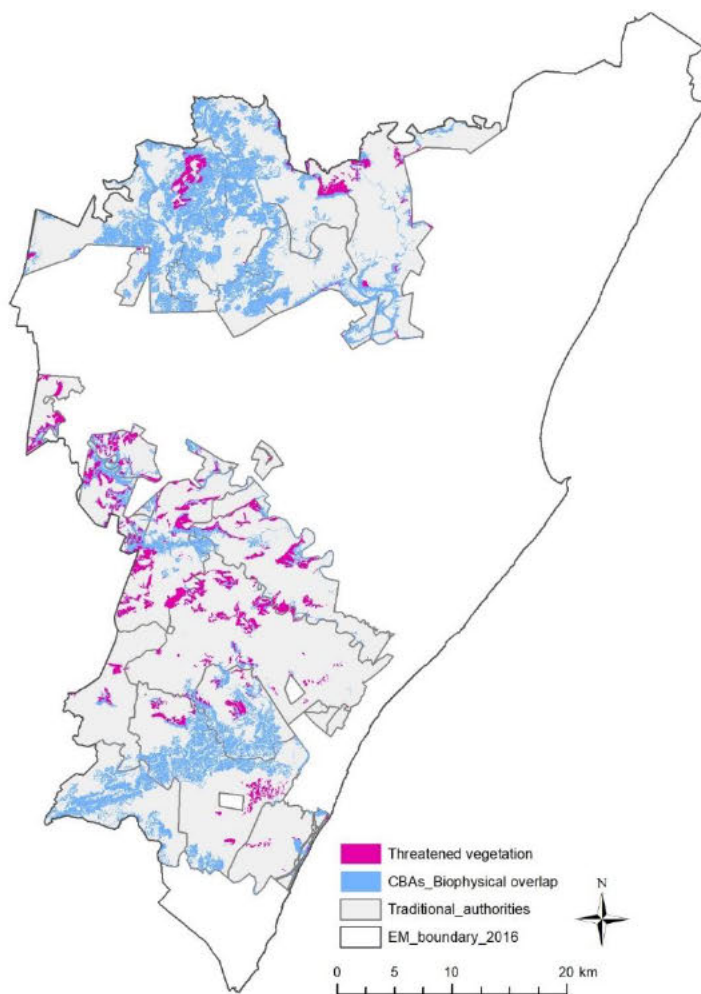 Threatened vegetation
CBAs_Biophysical overlap
Traditional_authorities
EM_boundary_2016
N
0 5 10 20 km